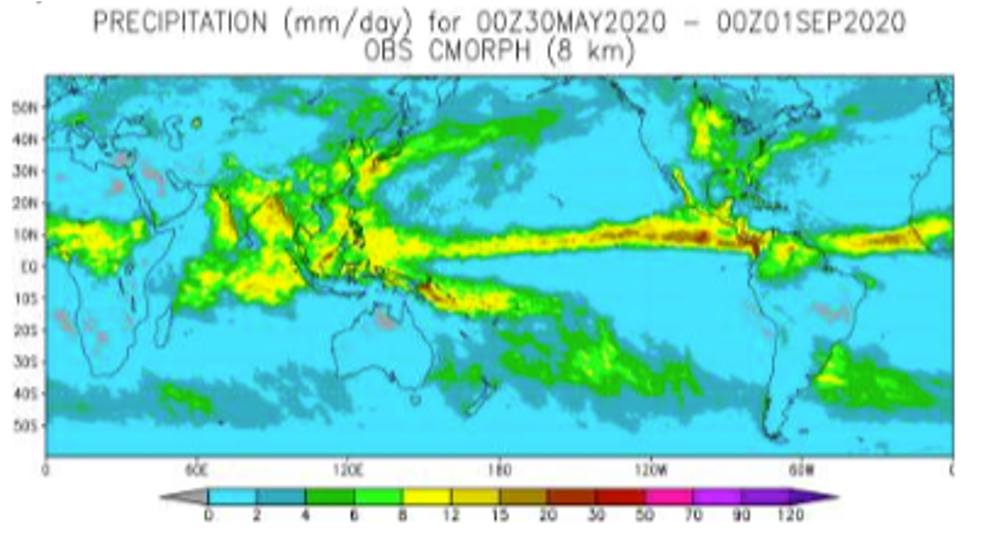 PRECIPITATION (mm/day) for 00Z30MAY2020 - 00Z01SEP2020
OBS CMORPH (8 km)
50N
40N
30N
20N
10N
EQ
10S
20S
30S
40S
50S
0 60E 120E 180 120W 60W 0
0 2 4 6 8 12 15 20 30 50 70 90 120